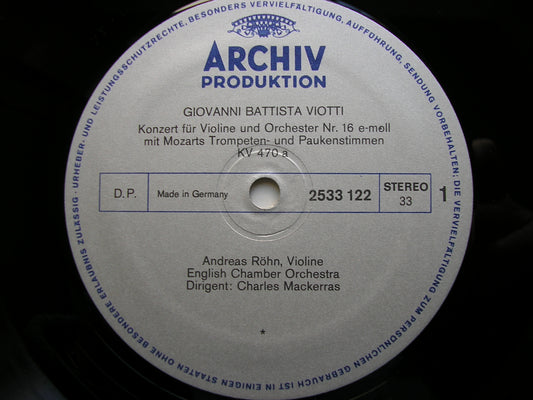 ARCHIV
PRODUKTION
GIOVANNI BATTISTA VIOTTI
Konzert für Violine und Orchester Nr. 16 e-moll
mit Mozarts Trompeten- und Paukenstimmen
KV 470 a
D.P.
Made in Germany
2533 122
STEREO
33
1
Andreas Röhn, Violine
English Chamber Orchestra
Dirigent: Charles Mackerras
*
URHEBER- UND LEISTUNGSSCHUTZRECHTE, BESONDERS VERVIELFÄLTIGUNG, AUFFÜHRUNG, SENDUNG VORBEHALTEN; DIE VERVIELFÄLTIGUNG ZUM PERSÖNLICHEN GEBRAUCH IST IN EINIGEN STAATEN OHNE BESONDERE ERLAUBNIS ZULÄSSIG ·